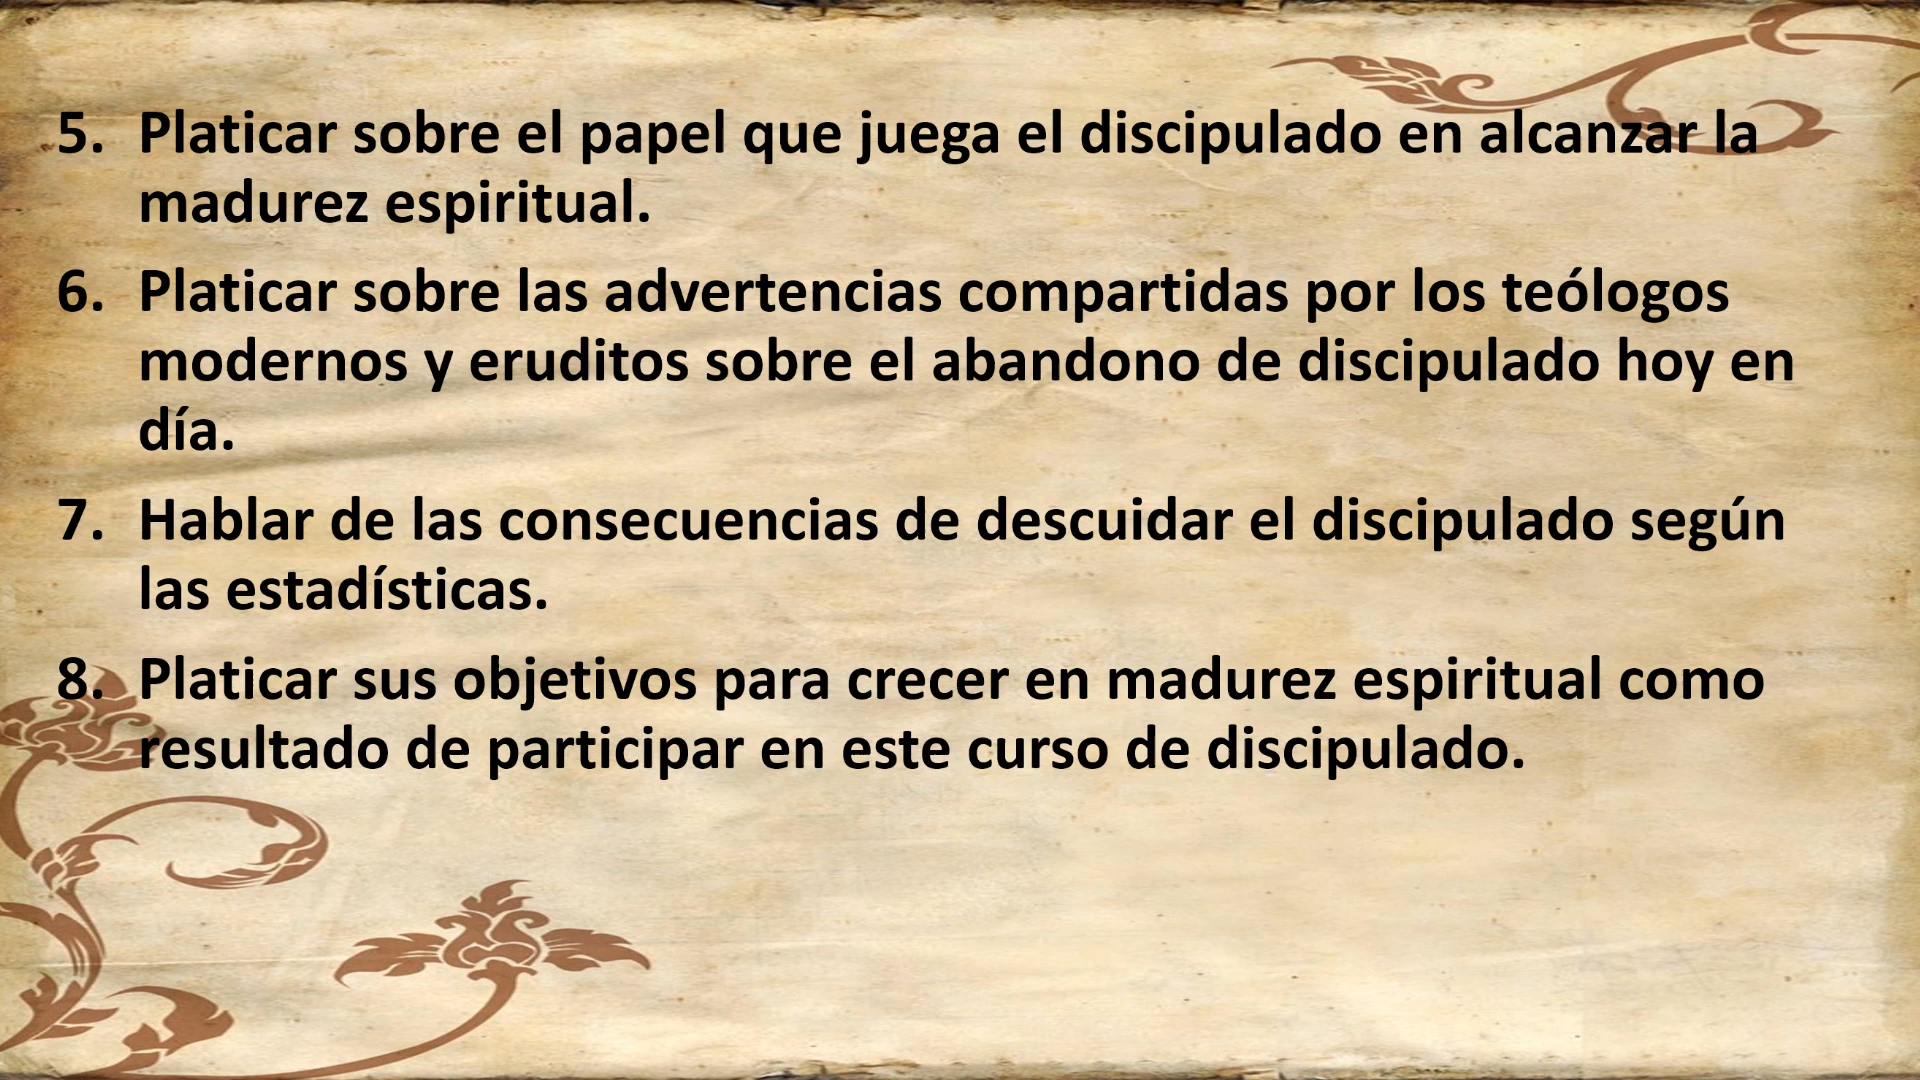 5. Platicar sobre el papel que juega el discipulado en alcanzar la
madurez espiritual.
6. Platicar sobre las advertencias compartidas por los teólogos
modernos y eruditos sobre el abandono de discipulado hoy en
día.
7. Hablar de las consecuencias de descuidar el discipulado según
las estadísticas.
8. Platicar sus objetivos para crecer en madurez espiritual como
resultado de participar en este curso de discipulado.